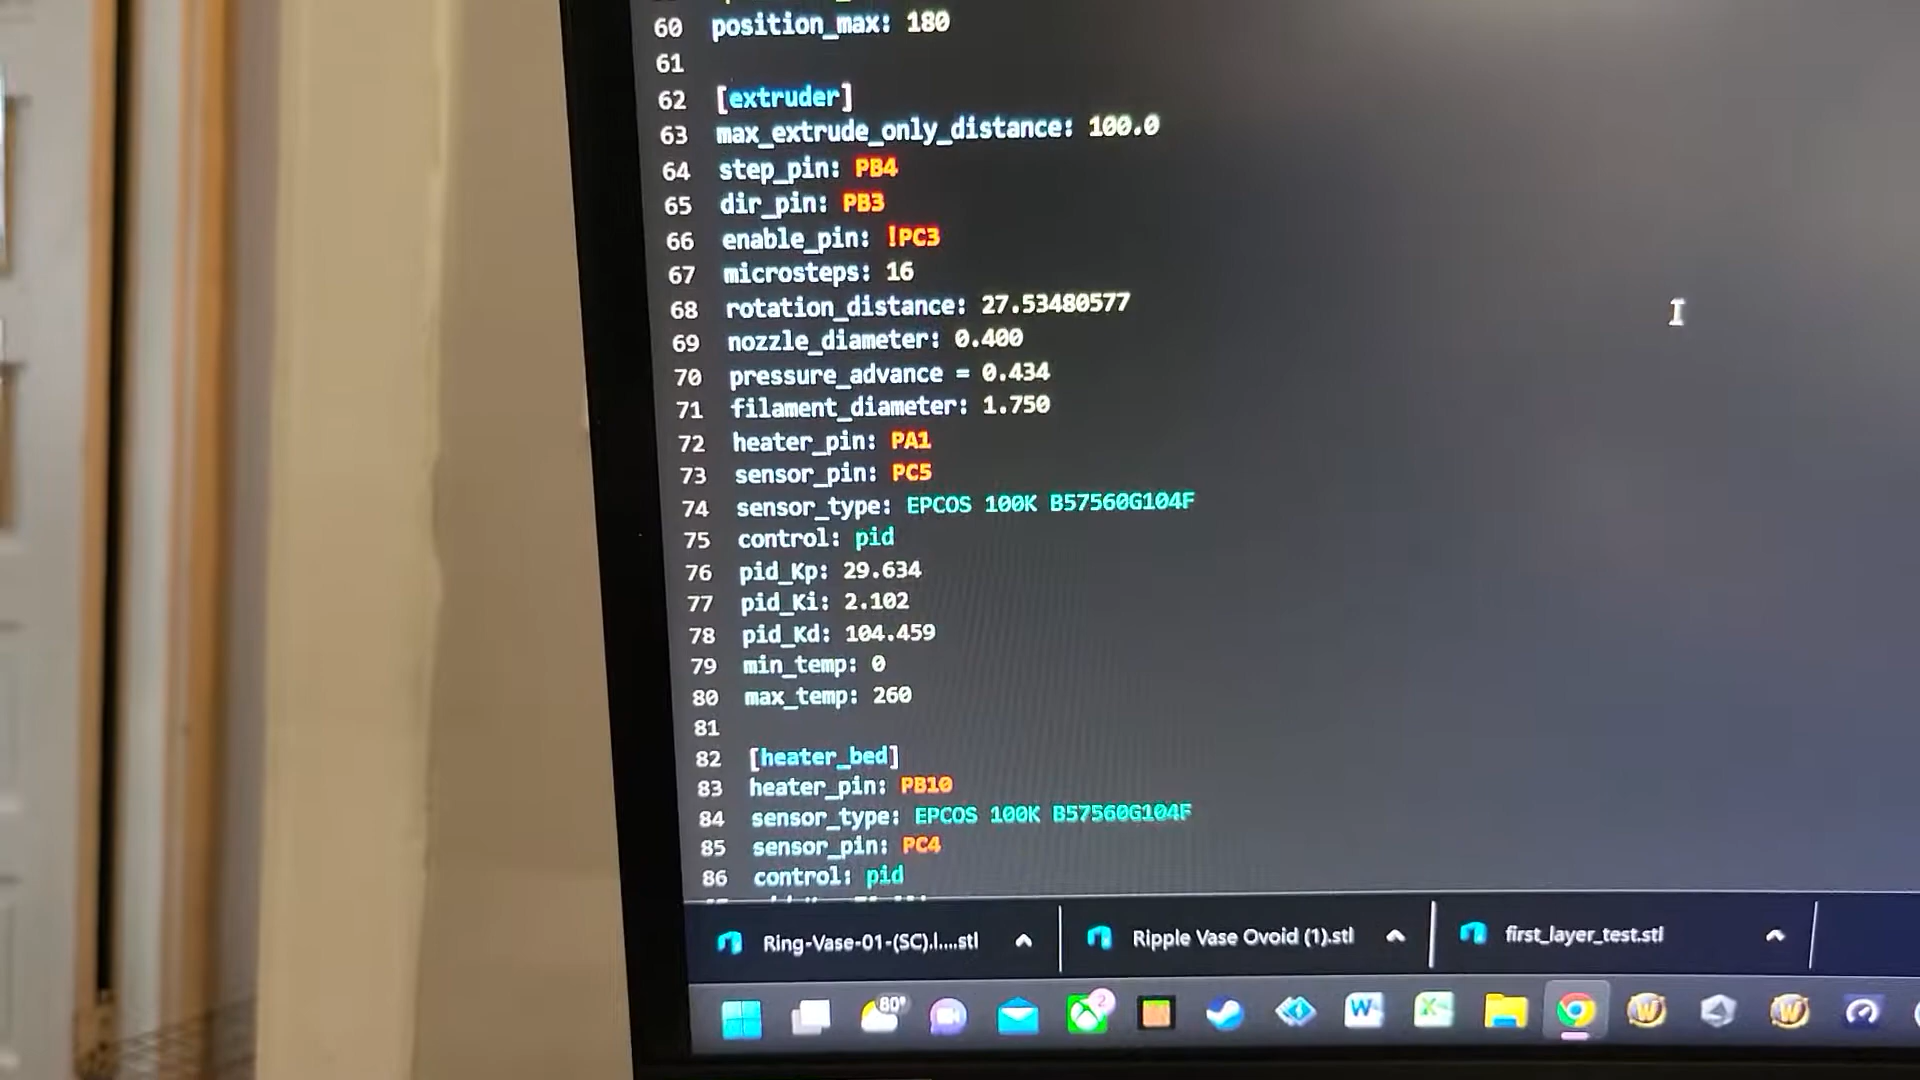 60 position_max: 180
61
62 [extruder]
63 max_extrude_only_distance: 100.0
64 step_pin: PB4
65 dir_pin: PB3
66 enable_pin: !PC3
67 microsteps: 16
68 rotation_distance: 27.53480577
69 nozzle_diameter: 0.400
70 pressure_advance = 0.434
71 filament_diameter: 1.750
72 heater_pin: PA1
73 sensor_pin: PC5
74 sensor_type: EPCOS 100K B57560G104F
75 control: pid
76 pid_Kp: 29.634
77 pid_Ki: 2.102
78 pid_Kd: 104.459
79 min_temp: 0
80 max_temp: 260
81
82 [heater_bed]
83 heater_pin: PB10
84 sensor_type: EPCOS 100K B57560G104F
85 sensor_pin: PC4
86 control: pid
Ring-Vase-01-(SC).l....stl
Ripple Vase Ovoid (1).stl
first_layer_test.stl
80°
2
W
X
W
W